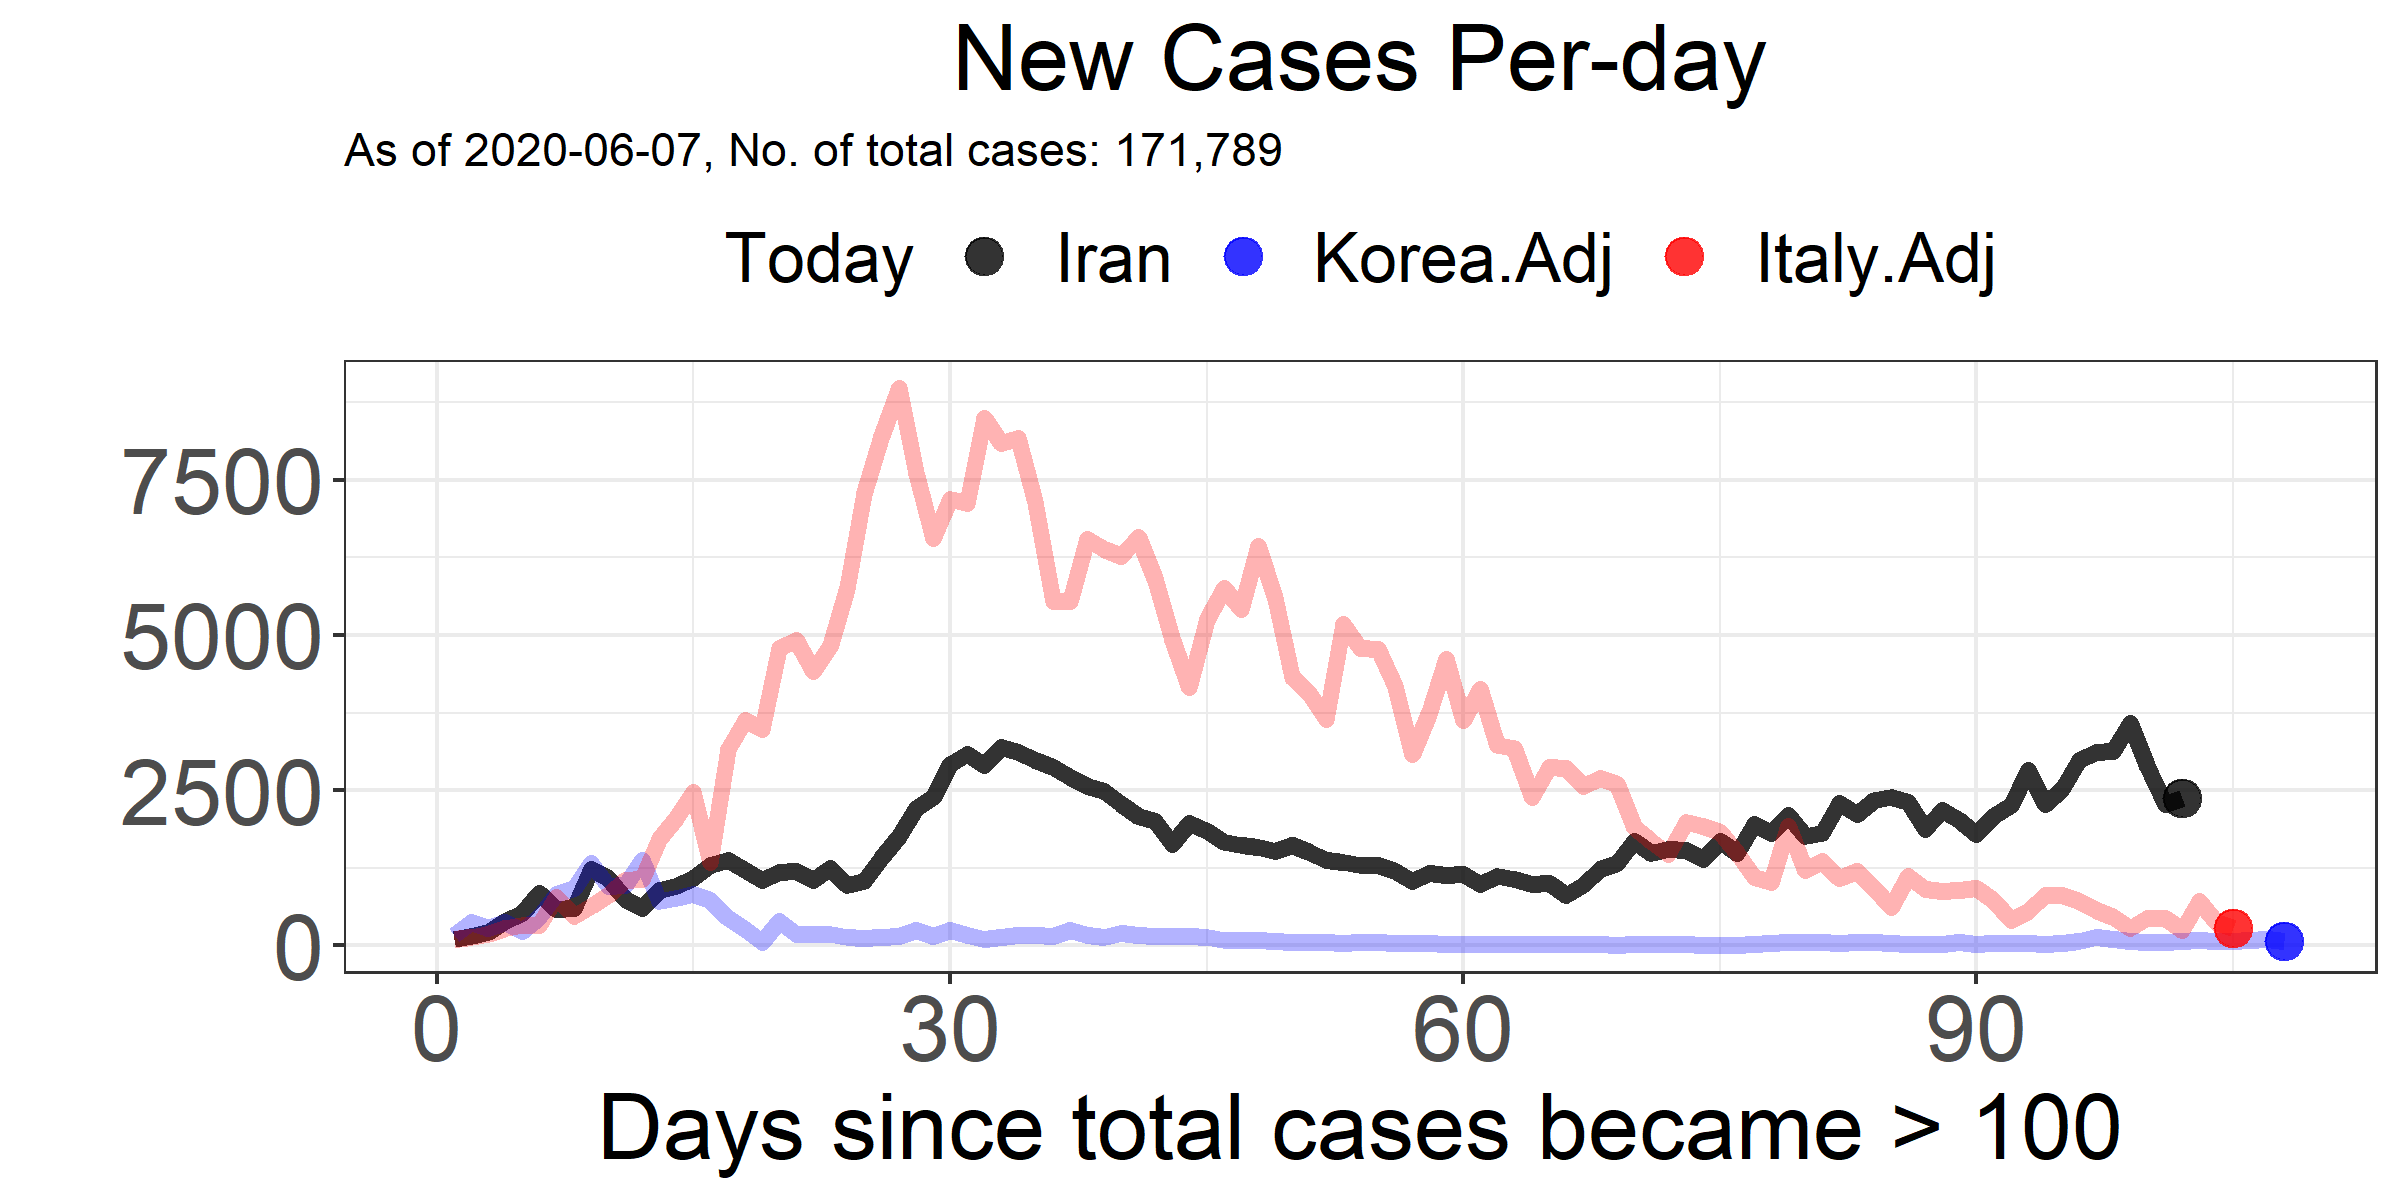 New Cases Per-day
As of 2020-06-07, No. of total cases: 171,789
Today Iran Korea.Adj Italy.Adj
7500
5000
2500
0
0 30 60 90
Days since total cases became > 100